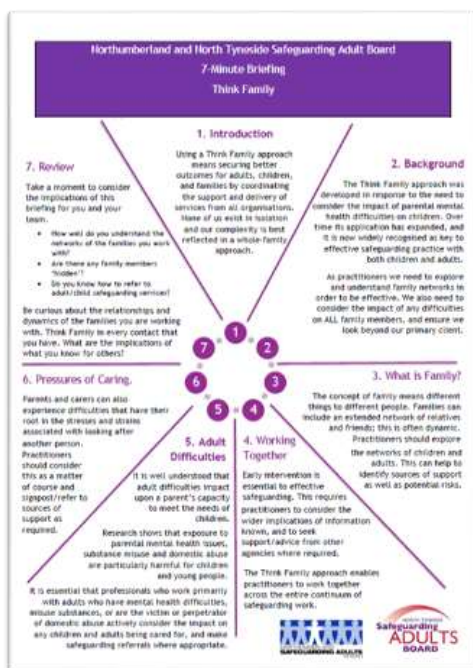 Northumberland and North Tyneside Safeguarding Adult Board
7-Minute Briefing
Think Family
1. Introduction
Using a Think Family approach
means securing better
outcomes for adults, children,
and families by coordinating
the support and delivery of
services from all organisations.
None of us exist in isolation
and our complexity is best
reflected in a whole-family
approach.
2. Background
The Think Family approach was
developed in response to the need to
consider the impact of parental mental
health difficulties on children. Over
time its application has expanded, and
it is now widely recognised as key to
effective safeguarding practice with
both children and adults.
As practitioners we need to explore
and understand family networks in
order to be effective. We also need to
consider the impact of any difficulties
on ALL family members, and ensure we
look beyond our primary client.
3. What is Family?
The concept of family means different
things to different people. Families can
include an extended network of relatives
and friends; this is often dynamic.
Practitioners should explore
the networks of children and
adults. This can help to
identify sources of support
as well as potential risks.
4. Working
Together
Early intervention is
essential to effective
safeguarding. This requires
practitioners to consider the
wider implications of information
known, and to seek
support/advice from other
agencies where required.
The Think Family approach enables
practitioners to work together
across the entire continuum of
safeguarding work.
5. Adult
Difficulties
It is well understood that
adult difficulties impact
upon a parent's capacity
to meet the needs of
children.
Research shows that exposure to
parental mental health issues,
substance misuse and domestic abuse
are particularly harmful for children
and young people.
It is essential that professionals who work primarily
with adults who have mental health difficulties,
misuse substances, or are the victim or perpetrator
of domestic abuse actively consider the impact on
any children and adults being cared for, and make
safeguarding referrals where appropriate.
6. Pressures of Caring.
Parents and carers can also
experience difficulties that have their
root in the stresses and strains
associated with looking after
another person.
Practitioners
should consider
this as a matter
of course and
signpost/refer to
sources of
support as
required.
7. Review
Take a moment to consider
the implications of this
briefing for you and your
team.
• How well do you understand the
networks of the families you work
with?
• Are there any family members
'hidden'?
• Do you know how to refer to
adult/child safeguarding services?
Be curious about the relationships and
dynamics of the families you are working
with. Think Family in every contact that
you have. What are the implications of
what you know for others?
1
2
3
4
5
6
7
SAFEGUARDING ADULTS
NORTH TYNESIDE
Safeguarding
ADULTS
BOARD